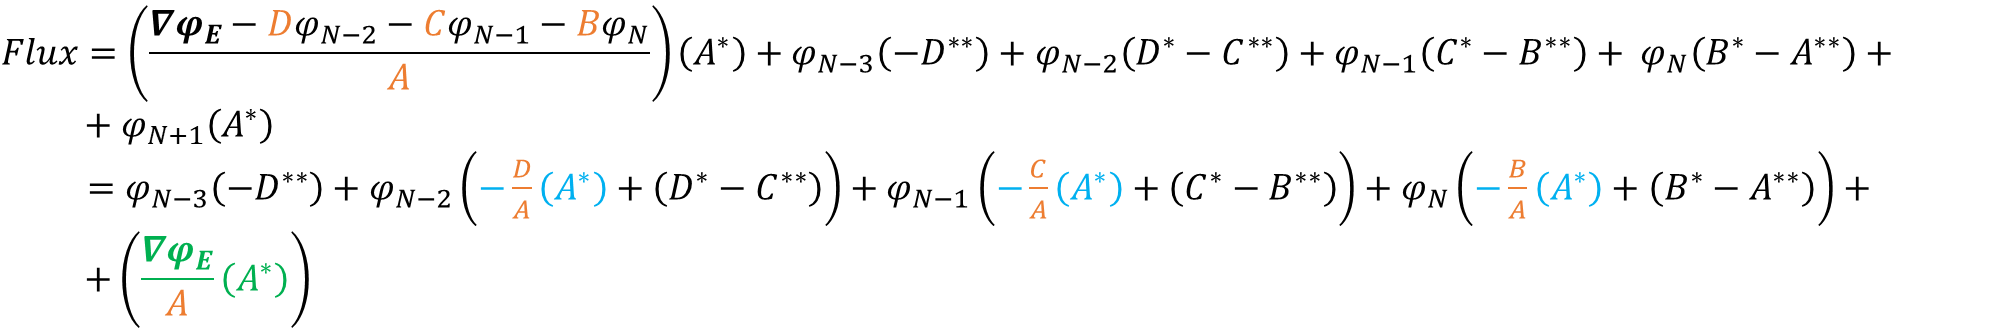 Flux = ((∇φ_E − Dφ_{N−2} − Cφ_{N−1} − Bφ_N)/A)(A*) + φ_{N−3}(−D**) + φ_{N−2}(D* − C**) + φ_{N−1}(C* − B**) + φ_N(B* − A**) +
+ φ_{N+1}(A*)
= φ_{N−3}(−D**) + φ_{N−2}(−D/A(A*) + (D* − C**)) + φ_{N−1}(−C/A(A*) + (C* − B**)) + φ_N(−B/A(A*) + (B* − A**)) +
+ (∇φ_E/A(A*))